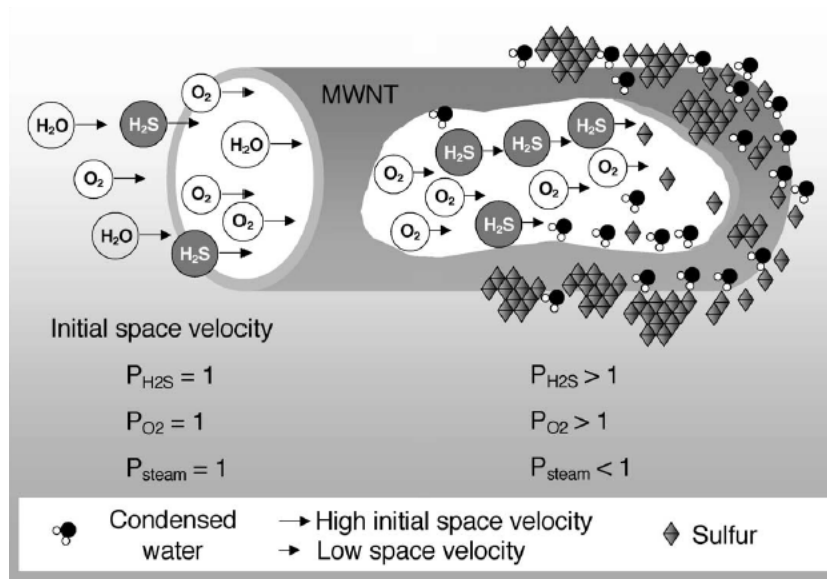 O₂
MWNT
H₂O
H₂S
H₂O
H₂S
H₂S
H₂S
O₂
O₂
O₂
O₂
O₂
O₂
O₂
H₂O
O₂
O₂
H₂S
H₂S
Initial space velocity
P_H2S = 1
P_H2S > 1
P_O2 = 1
P_O2 > 1
P_steam = 1
P_steam < 1
Condensed water
High initial space velocity
Low space velocity
Sulfur